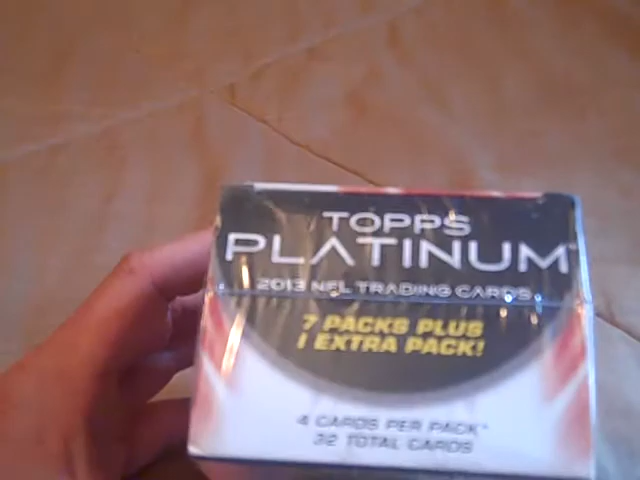 TOPPS
PLATINUM
2013 NFL TRADING CARDS
7 PACKS PLUS
1 EXTRA PACK!
4 CARDS PER PACK*
32 TOTAL CARDS